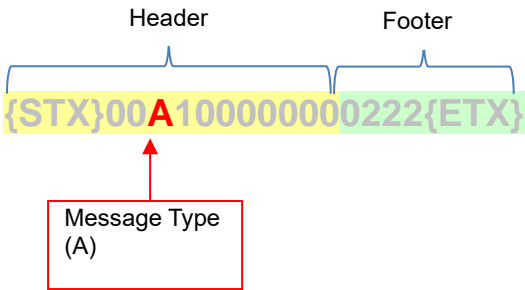 Header
Footer
{STX}00A1000000000222{ETX}
Message Type
(A)